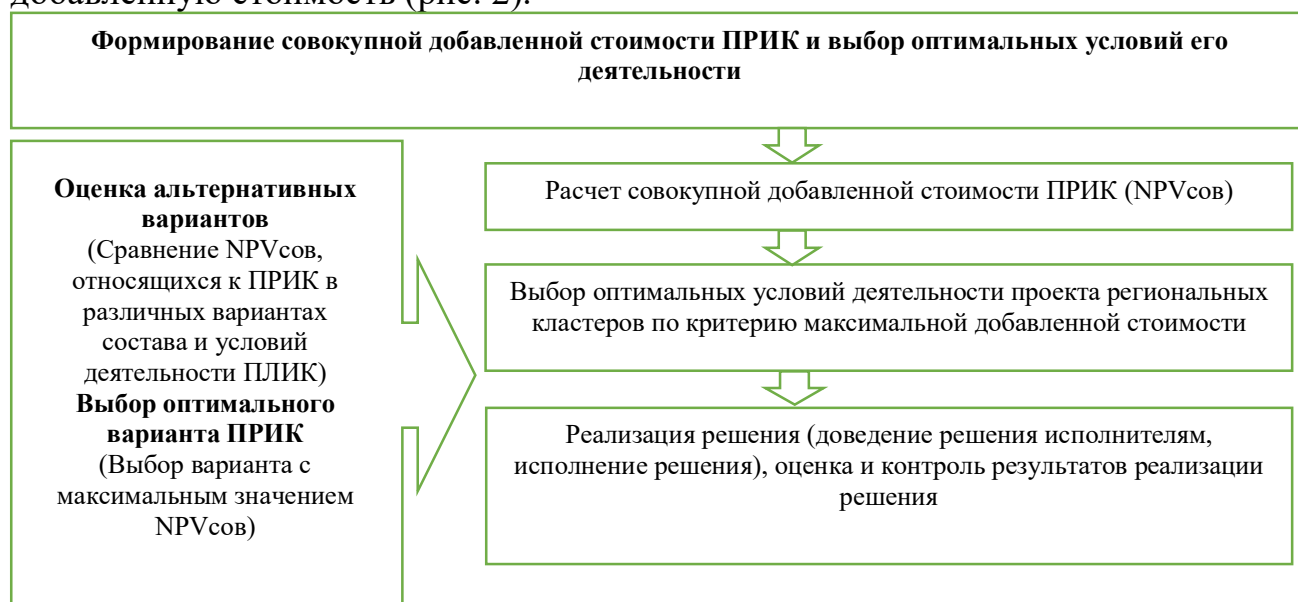 добавленную стоимость (рис. 2).
Формирование совокупной добавленной стоимости ПРИК и выбор оптимальных условий его
деятельности
Оценка альтернативных
вариантов
(Сравнение NPVсов,
относящихся к ПРИК в
различных вариантах
состава и условий
деятельности ПЛИК)
Выбор оптимального
варианта ПРИК
(Выбор варианта с
максимальным значением
NPVсов)
Расчет совокупной добавленной стоимости ПРИК (NPVсов)
Выбор оптимальных условий деятельности проекта региональных
кластеров по критерию максимальной добавленной стоимости
Реализация решения (доведение решения исполнителям,
исполнение решения), оценка и контроль результатов реализации
решения